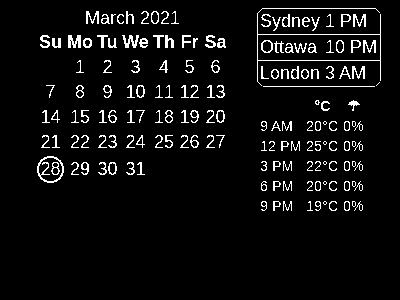 March 2021
Su Mo Tu We Th Fr Sa
1 2 3 4 5 6
7 8 9 10 11 12 13
14 15 16 17 18 19 20
21 22 23 24 25 26 27
28 29 30 31
Sydney 1 PM
Ottawa 10 PM
London 3 AM
°C
9 AM 20°C 0%
12 PM 25°C 0%
3 PM 22°C 0%
6 PM 20°C 0%
9 PM 19°C 0%